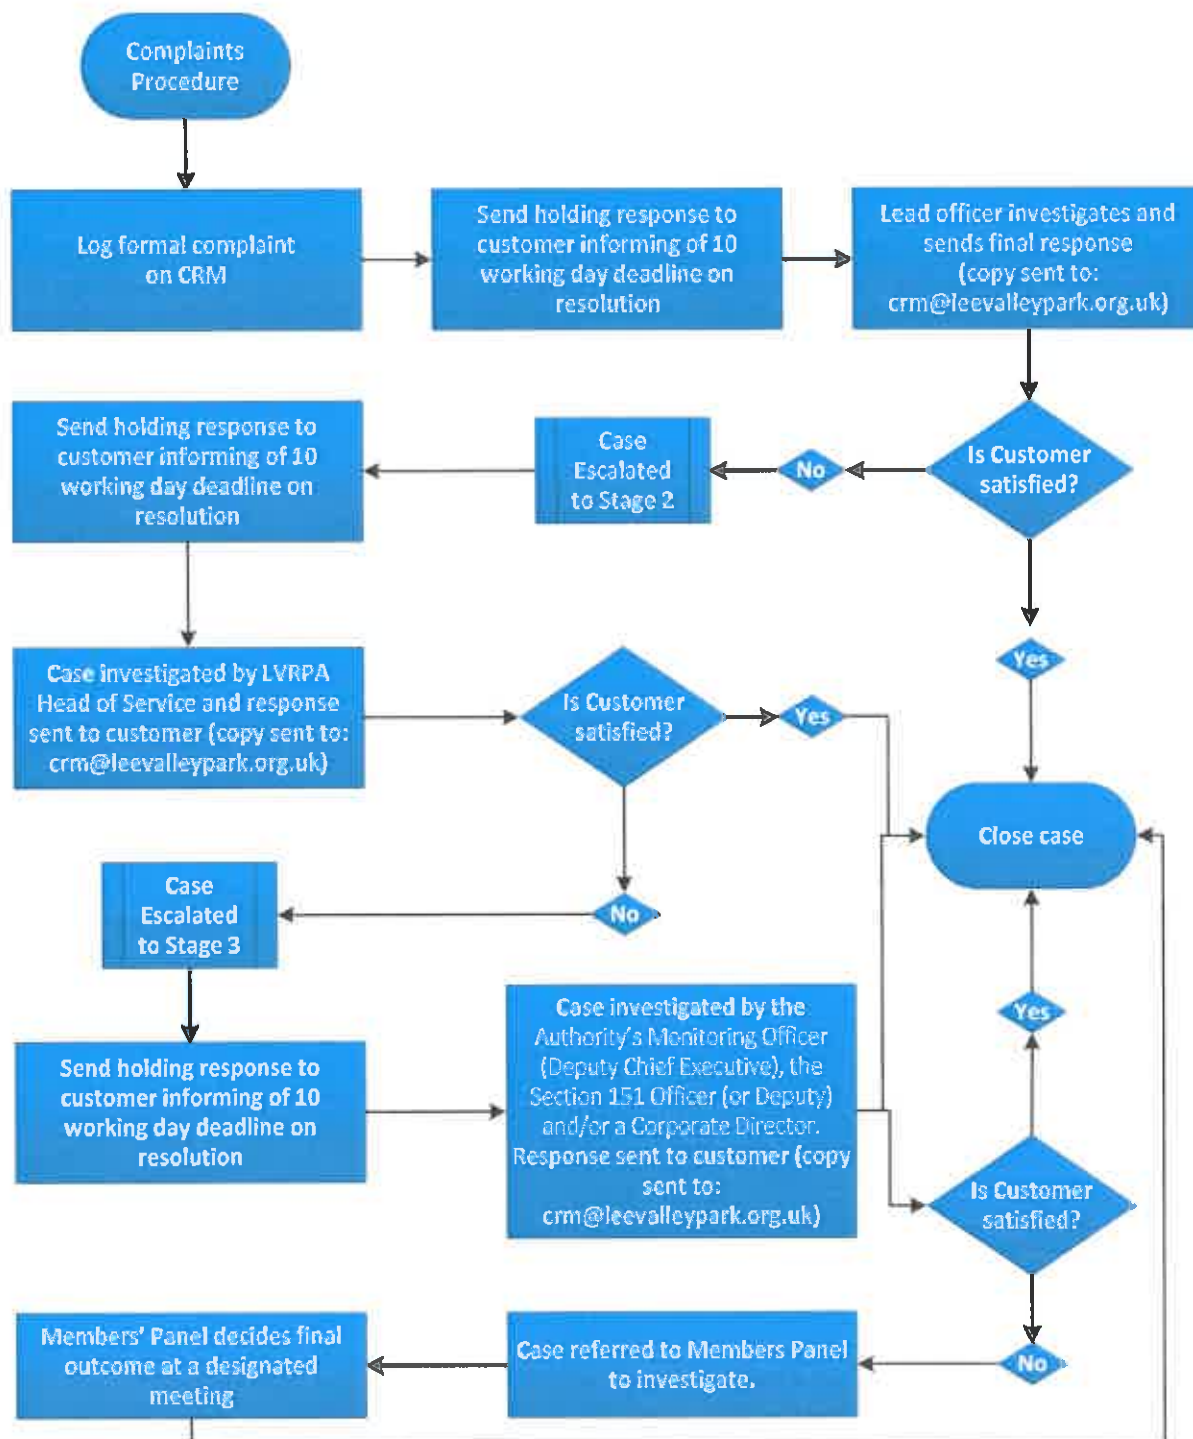 Complaints
Procedure
Log formal complaint
on CRM
Send holding response to
customer informing of 10
working day deadline on
resolution
Lead officer investigates and
sends final response
(copy sent to:
crm@leevalleypark.org.uk)
Is Customer
satisfied?
No
Case
Escalated
to Stage 2
Send holding response to
customer informing of 10
working day deadline on
resolution
Yes
Case investigated by LVRPA
Head of Service and response
sent to customer (copy sent to:
crm@leevalleypark.org.uk)
Is Customer
satisfied?
Yes
Close case
No
Case
Escalated
to Stage 3
Send holding response to
customer informing of 10
working day deadline on
resolution
Case investigated by the
Authority's Monitoring Officer
(Deputy Chief Executive), the
Section 151 Officer (or Deputy)
and/or a Corporate Director.
Response sent to customer (copy
sent to:
crm@leevalleypark.org.uk)
Yes
Is Customer
satisfied?
No
Case referred to Members Panel
to investigate.
Members' Panel decides final
outcome at a designated
meeting